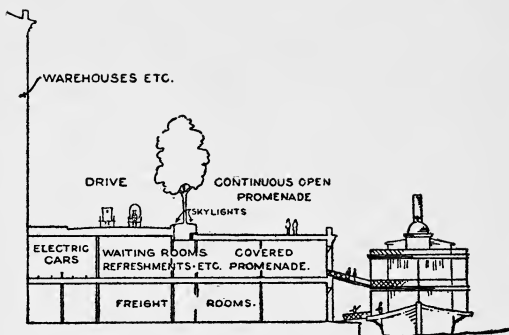 WAREHOUSES ETC.
DRIVE
CONTINUOUS OPEN
PROMENADE
SKYLIGHTS
ELECTRIC
CARS
WAITING ROOMS
REFRESHMENTS·ETC.
COVERED
PROMENADE.
FREIGHT ROOMS.